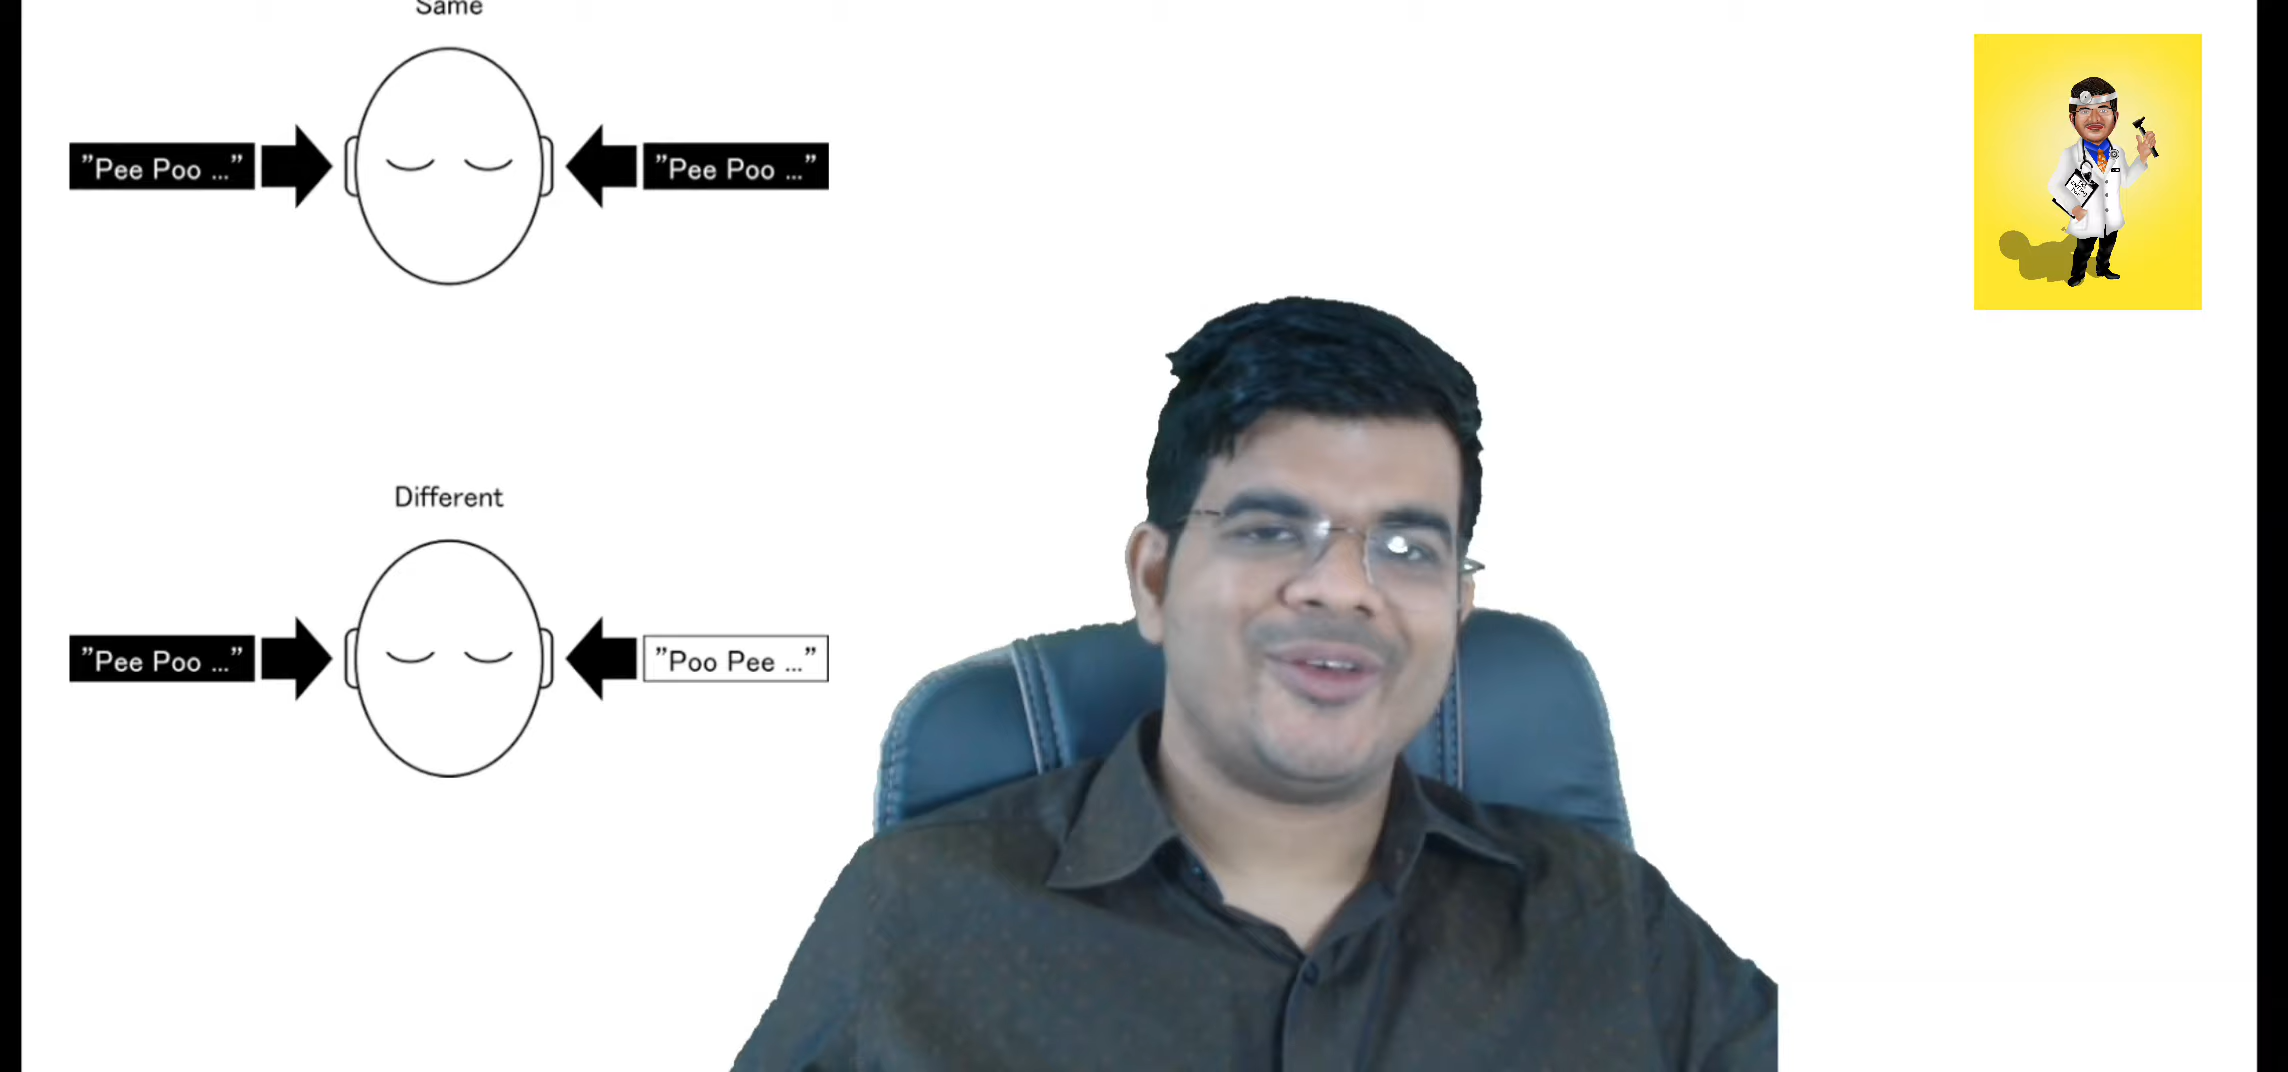 Same
"Pee Poo ..." "Pee Poo ..."
Different
"Pee Poo ..." "Poo Pee ..."